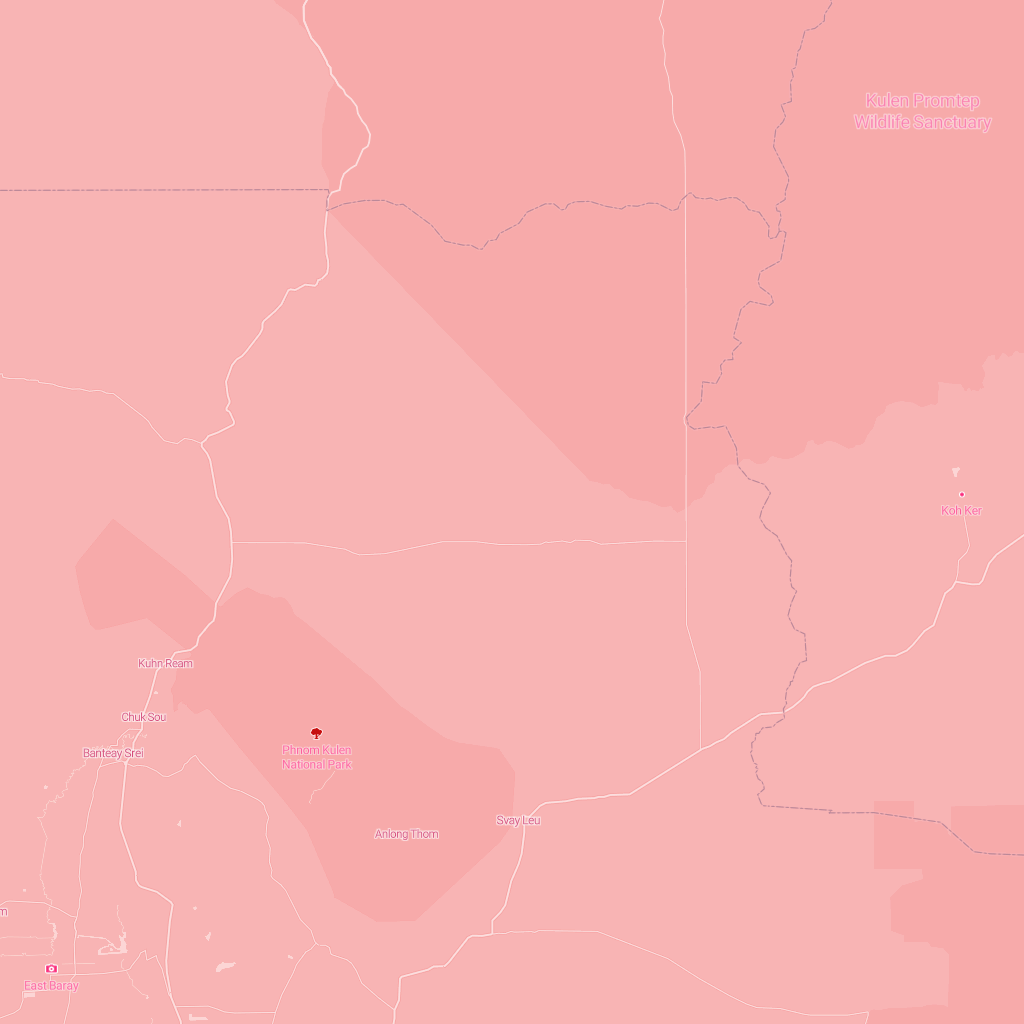 Kulen Promtep
Wildlife Sanctuary
Koh Ker
Kuhn Ream
Chuk Sou
Banteay Srei
Phnom Kulen
National Park
Svay Leu
Anlong Thom
m
East Baray